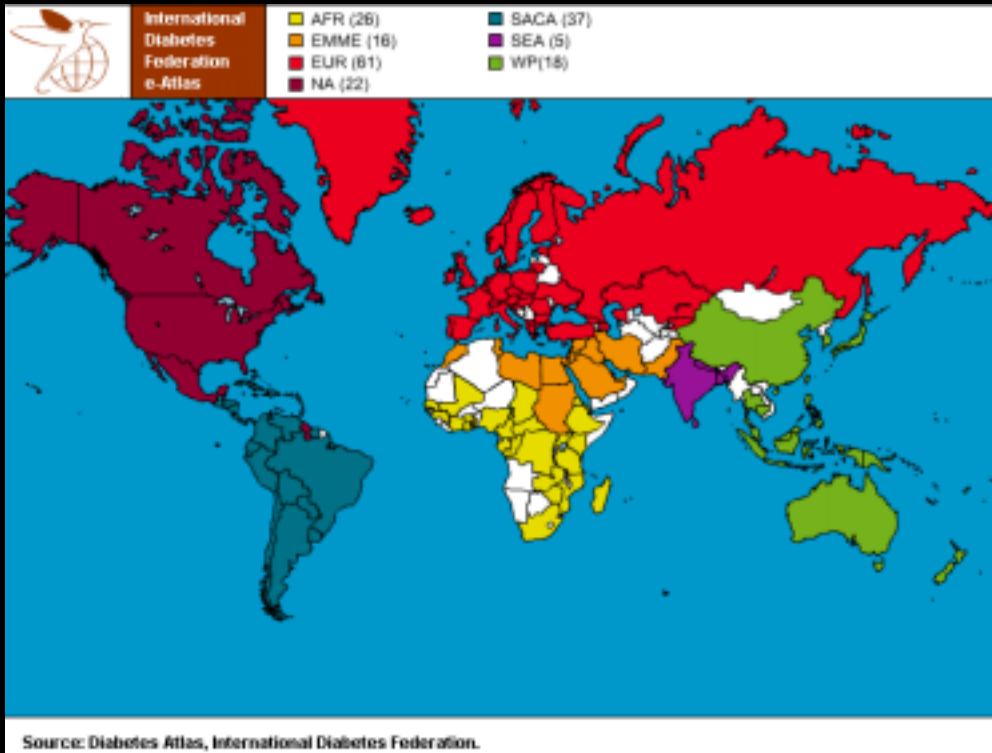 International
Diabetes
Federation
e-Atlas
AFR (26)
EMME (16)
EUR (61)
NA (22)
SACA (37)
SEA (5)
WP(18)
Source: Diabetes Atlas, International Diabetes Federation.